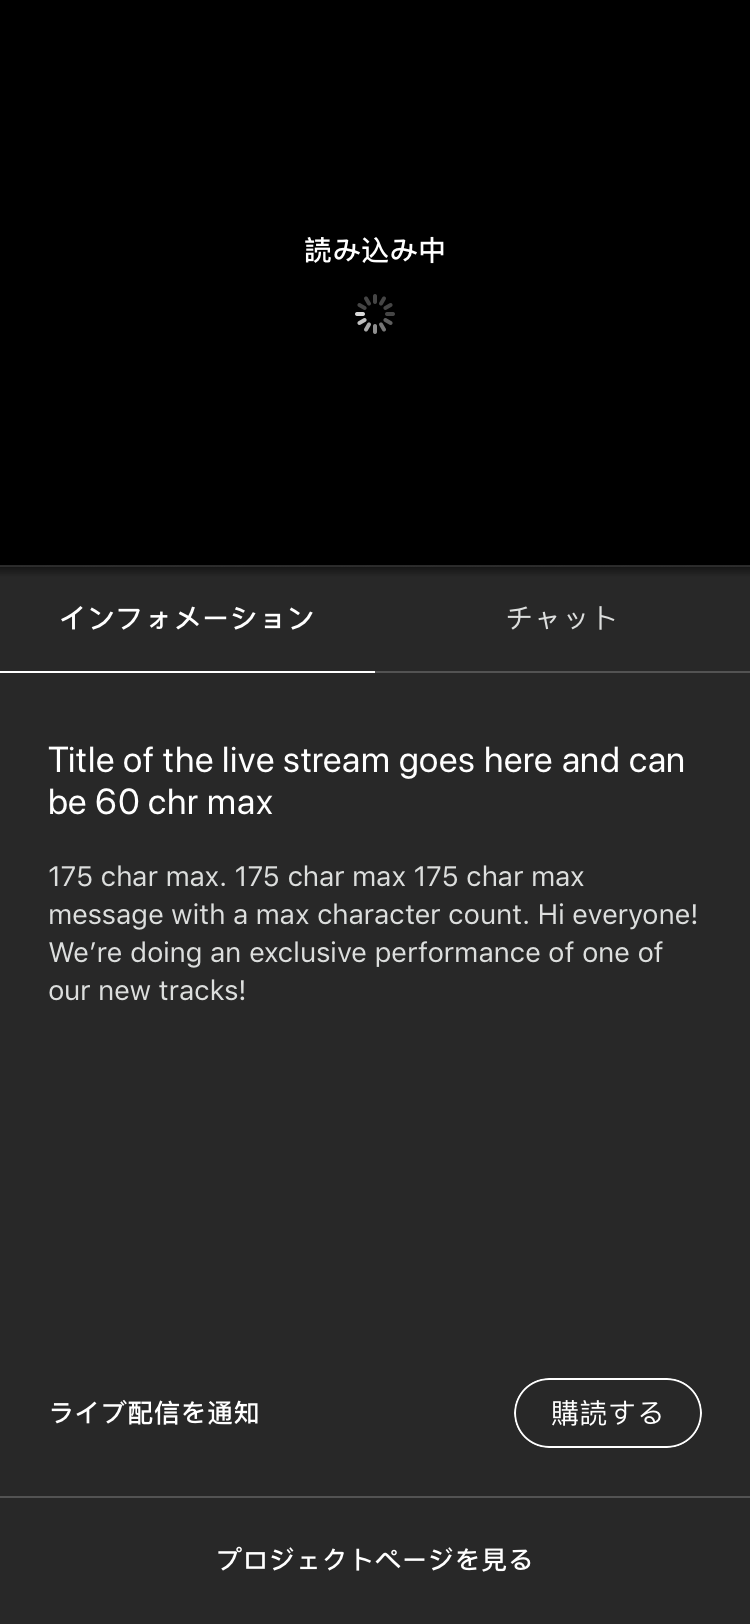 読み込み中
インフォメーション
チャット
Title of the live stream goes here and can
be 60 chr max
175 char max. 175 char max 175 char max
message with a max character count. Hi everyone!
We’re doing an exclusive performance of one of
our new tracks!
ライブ配信を通知
購読する
プロジェクトページを見る